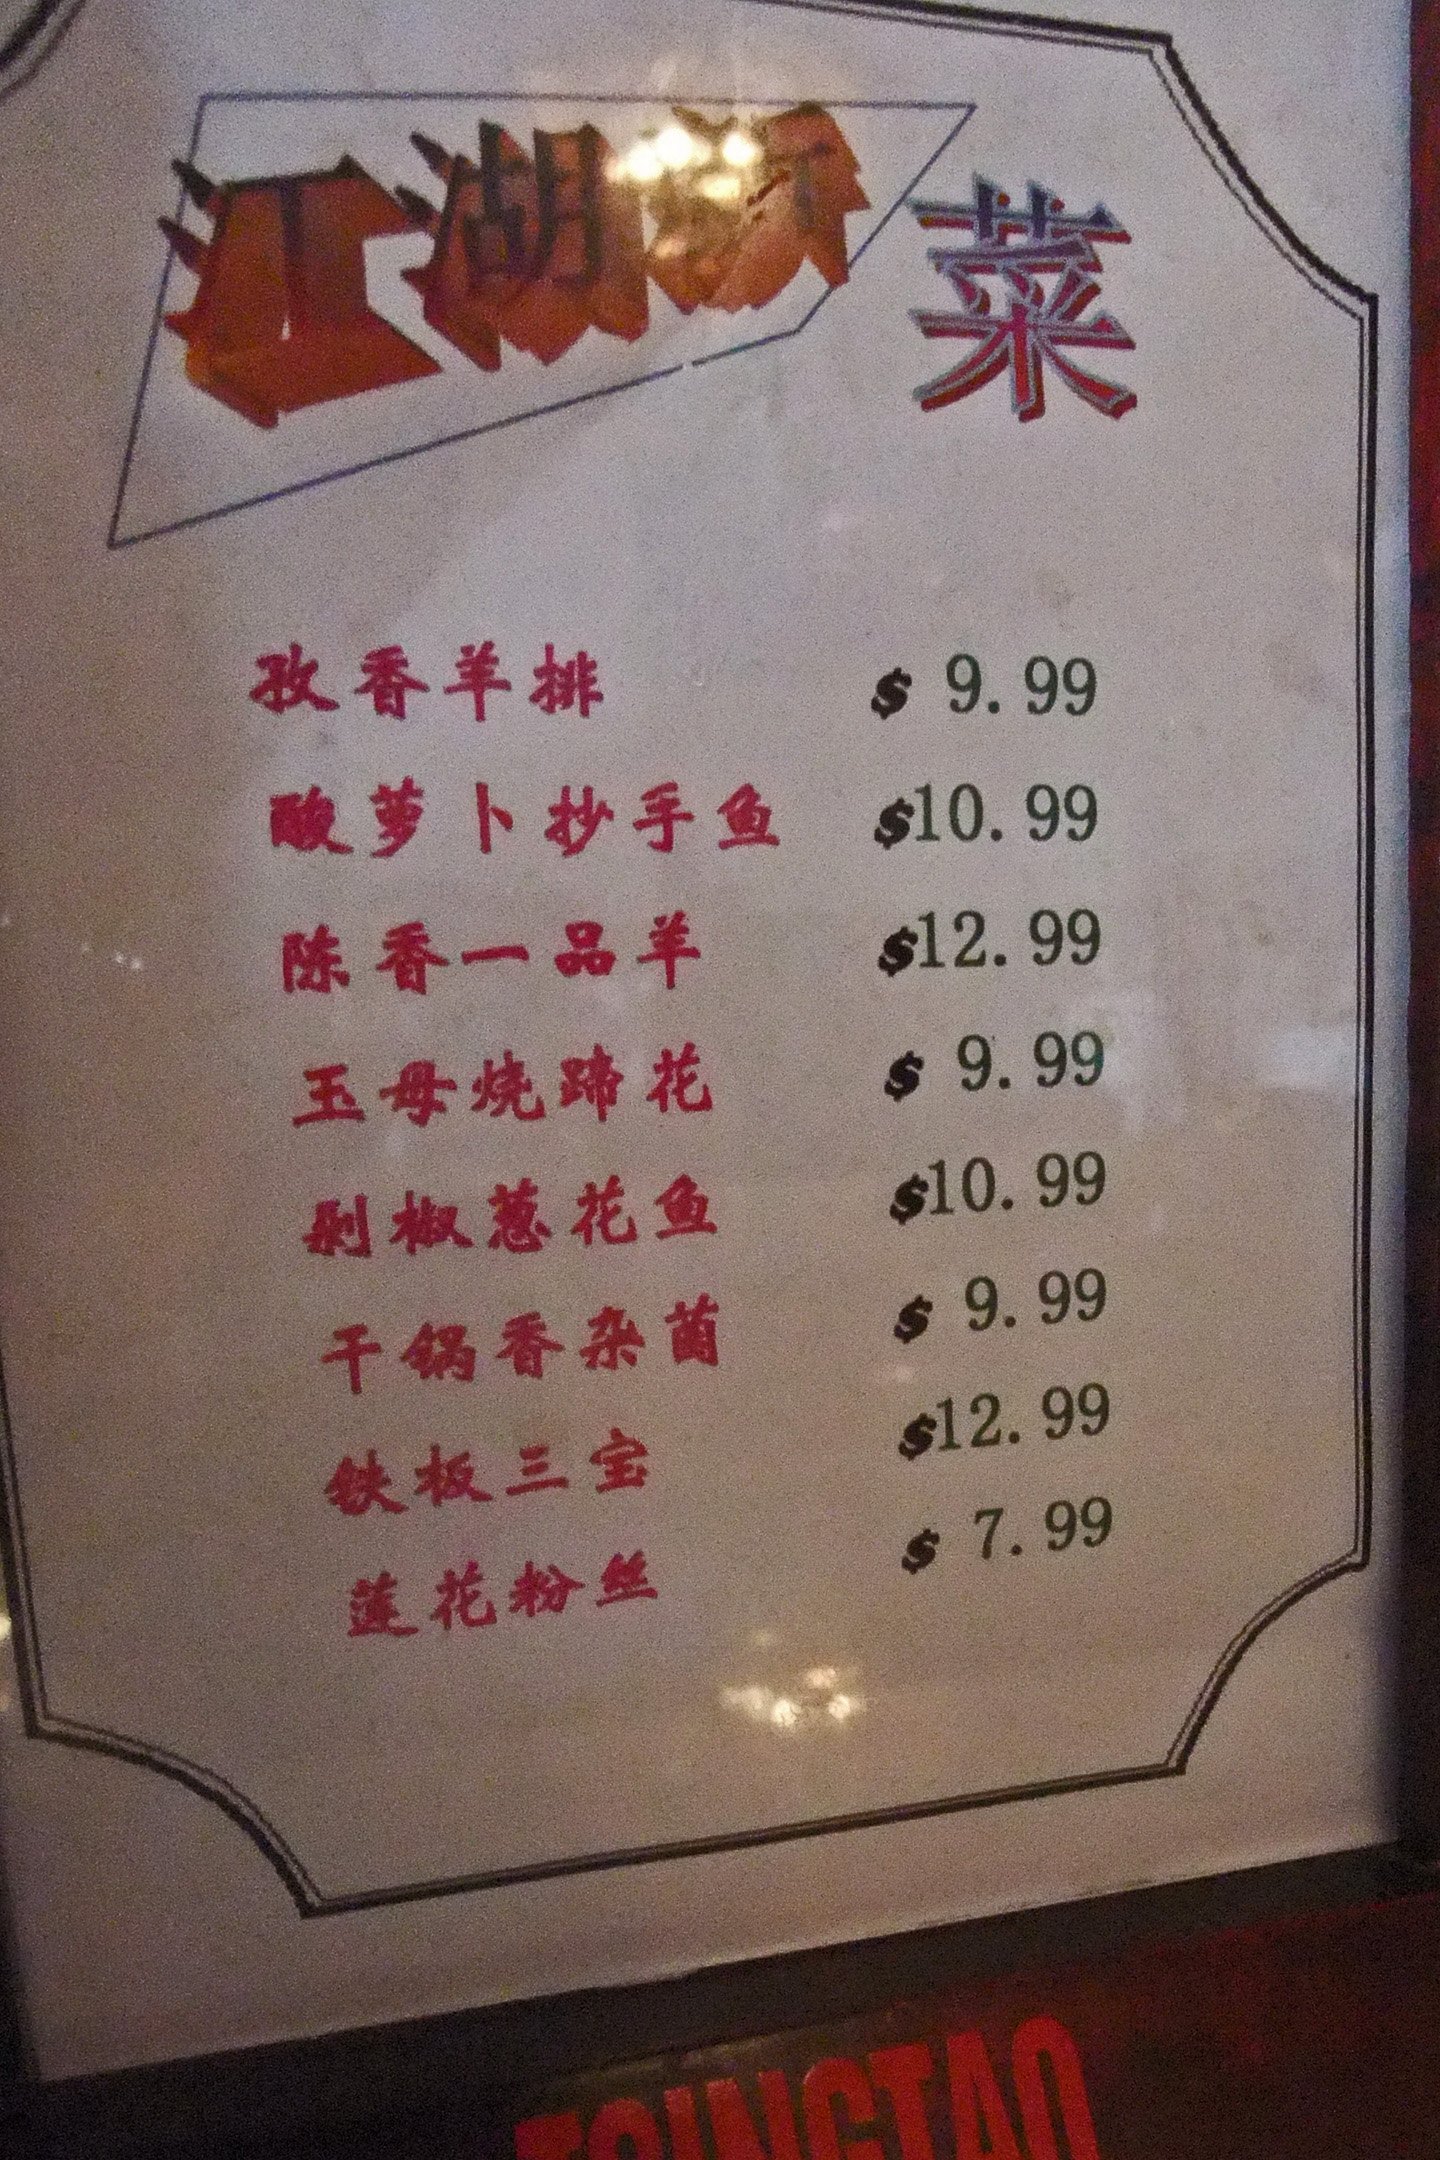 江湖新菜
孜香羊排 $ 9.99
酸萝卜抄手鱼 $10.99
陈香一品羊 $12.99
玉母烧蹄花 $ 9.99
剁椒葱花鱼 $10.99
干锅香杂菌 $ 9.99
铁板三宝 $12.99
莲花粉丝 $ 7.99
TSINGTAO